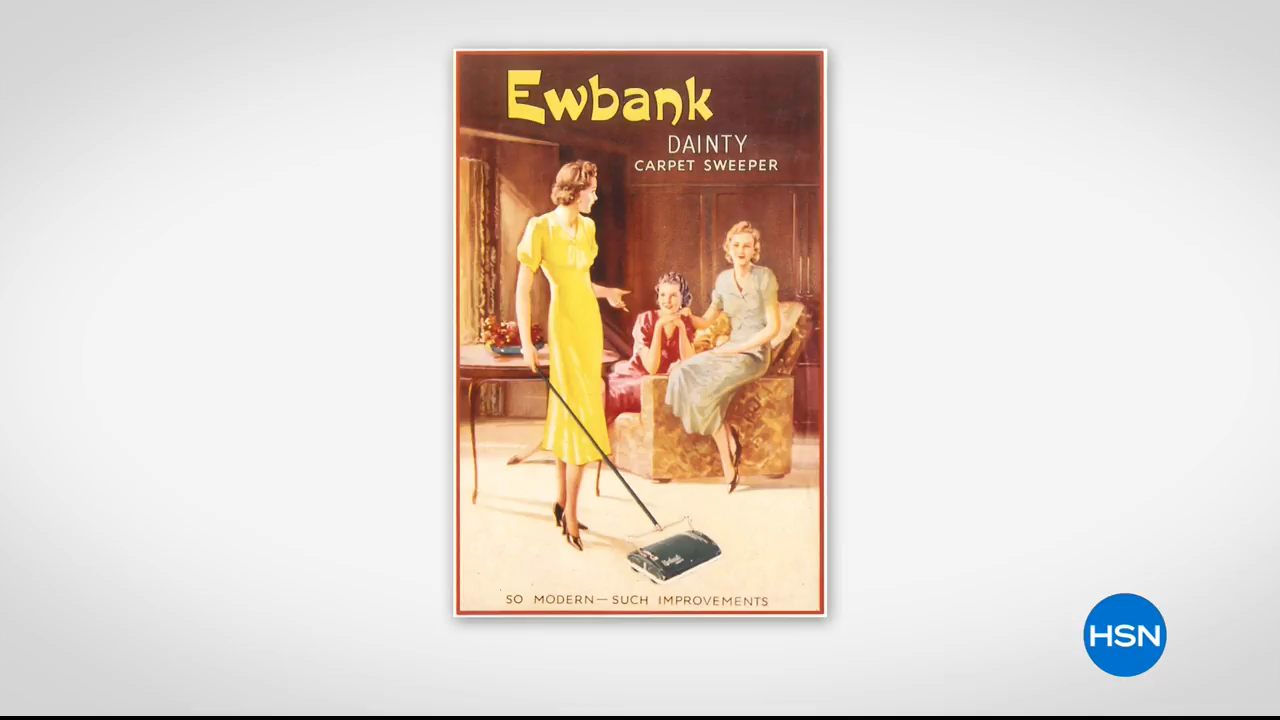 Ewbank
DAINTY
CARPET SWEEPER
SO MODERN—SUCH IMPROVEMENTS
HSN